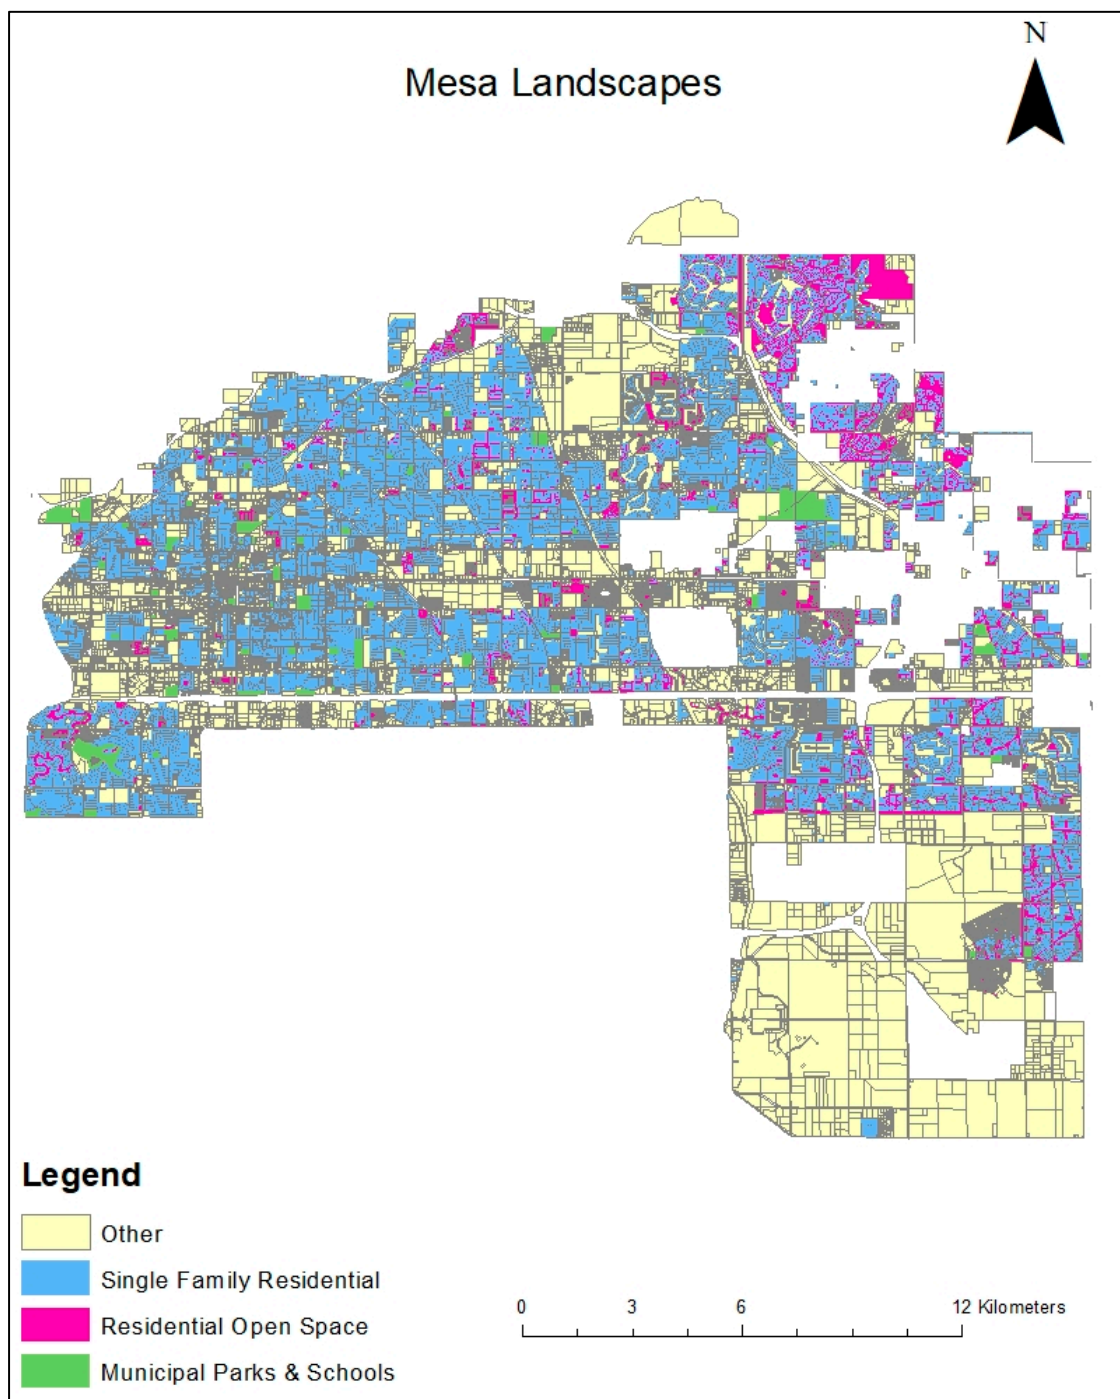 N
Mesa Landscapes
Legend
Other
Single Family Residential
Residential Open Space
Municipal Parks & Schools
0 3 6 12 Kilometers